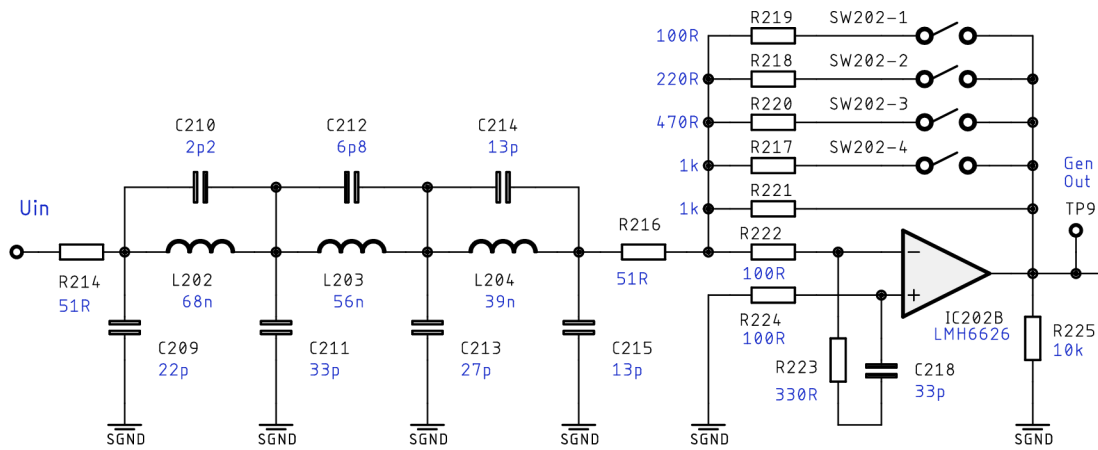 R219
SW202-1
100R
R218
SW202-2
220R
R220
SW202-3
470R
R217
SW202-4
1k
R221
1k
Gen
Out
TP9
C210
2p2
C212
6p8
C214
13p
Uin
R214
51R
L202
68n
L203
56n
L204
39n
R216
51R
R222
100R
R224
100R
−
+
IC202B
LMH6626
R225
10k
C209
22p
C211
33p
C213
27p
C215
13p
R223
330R
C218
33p
SGND
SGND
SGND
SGND
SGND
SGND